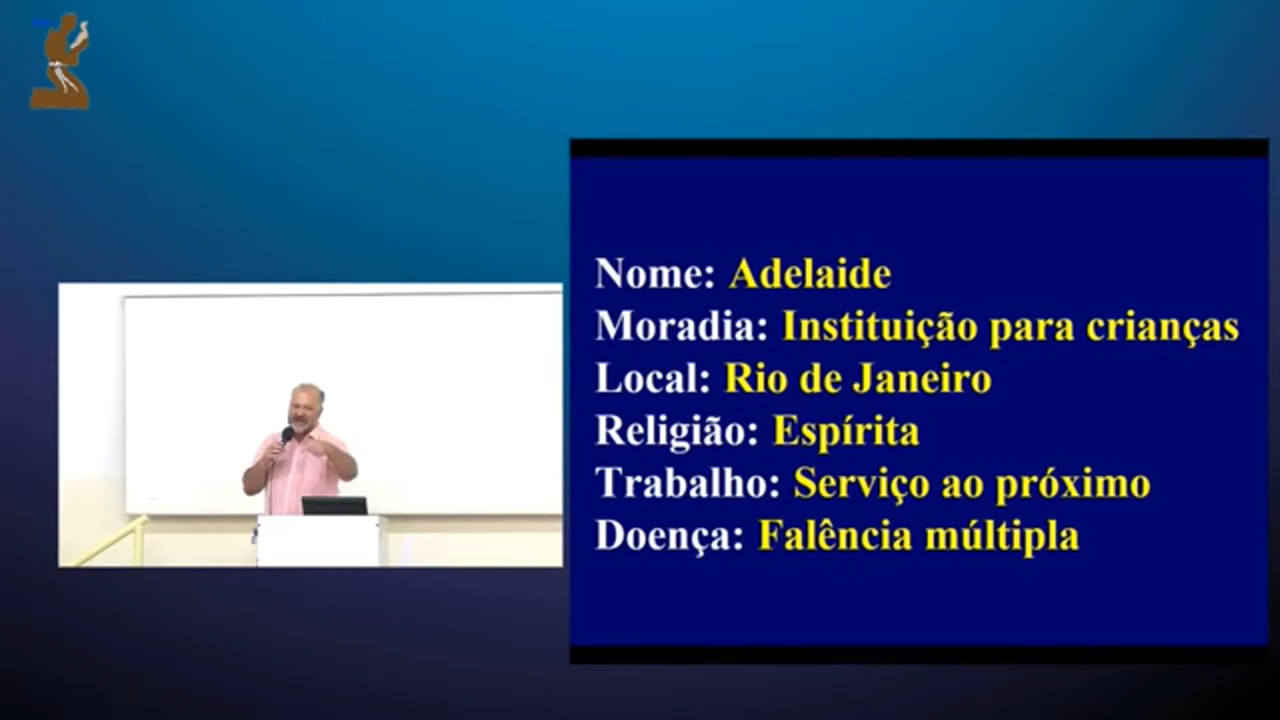 Nome: Adelaide
Moradia: Instituição para crianças
Local: Rio de Janeiro
Religião: Espírita
Trabalho: Serviço ao próximo
Doença: Falência múltipla